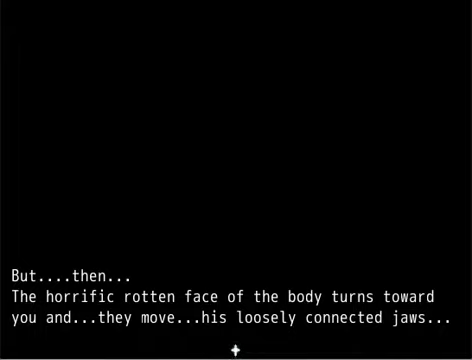 But....then...
The horrific rotten face of the body turns toward
you and...they move...his loosely connected jaws...